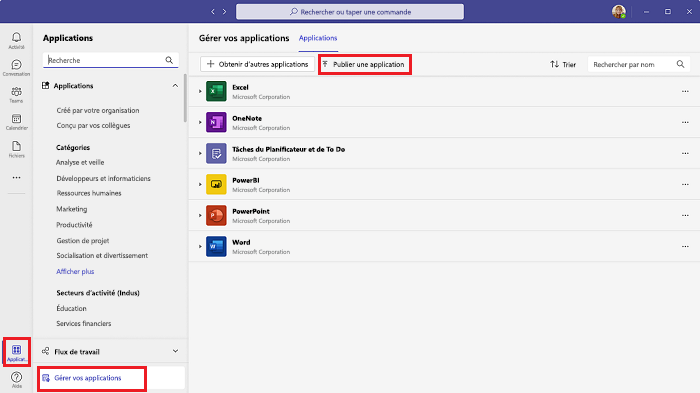 Rechercher ou taper une commande
Activité
Conversation
Teams
Calendrier
Fichiers
Applicat...
Aide
Applications
Recherche
Applications
Créé par votre organisation
Conçu par vos collègues
Catégories
Analyse et veille
Développeurs et informaticiens
Ressources humaines
Marketing
Productivité
Gestion de projet
Socialisation et divertissement
Afficher plus
Secteurs d'activité (Indus)
Éducation
Services financiers
Flux de travail
Gérer vos applications
Gérer vos applications Applications
Obtenir d'autres applications Publier une application Trier Rechercher par nom
Excel
Microsoft Corporation
OneNote
Microsoft Corporation
Tâches du Planificateur et de To Do
Microsoft Corporation
PowerBI
Microsoft Corporation
PowerPoint
Microsoft Corporation
Word
Microsoft Corporation